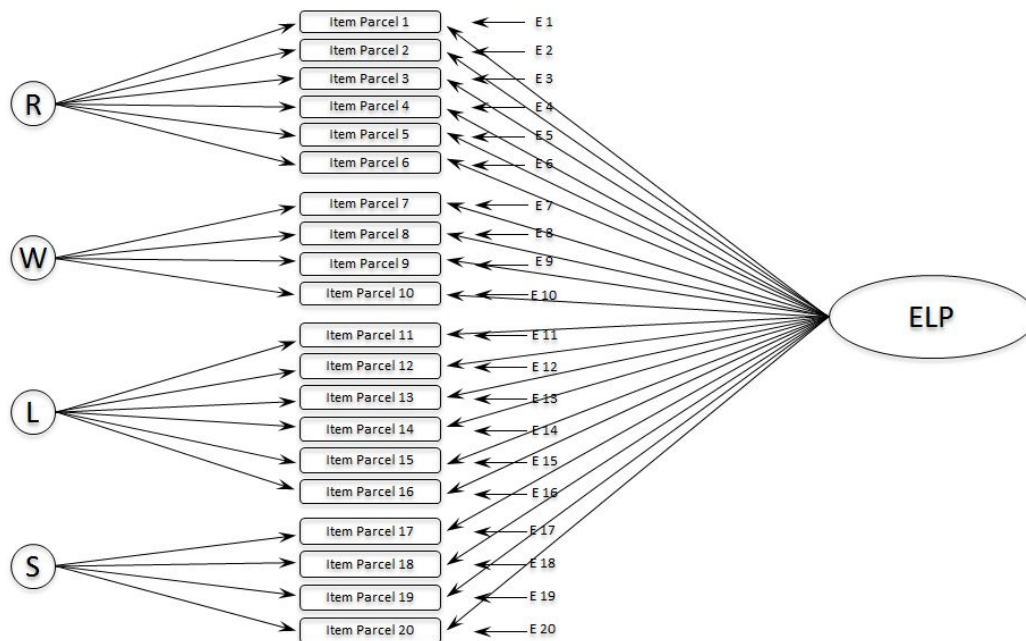 Item Parcel 1 E 1
Item Parcel 2 E 2
Item Parcel 3 E 3
R
Item Parcel 4 E 4
Item Parcel 5 E 5
Item Parcel 6 E 6
Item Parcel 7 E 7
Item Parcel 8 E 8
W
Item Parcel 9 E 9
Item Parcel 10 E 10
ELP
Item Parcel 11 E 11
Item Parcel 12 E 12
Item Parcel 13 E 13
L
Item Parcel 14 E 14
Item Parcel 15 E 15
Item Parcel 16 E 16
Item Parcel 17 E 17
Item Parcel 18 E 18
S
Item Parcel 19 E 19
Item Parcel 20 E 20